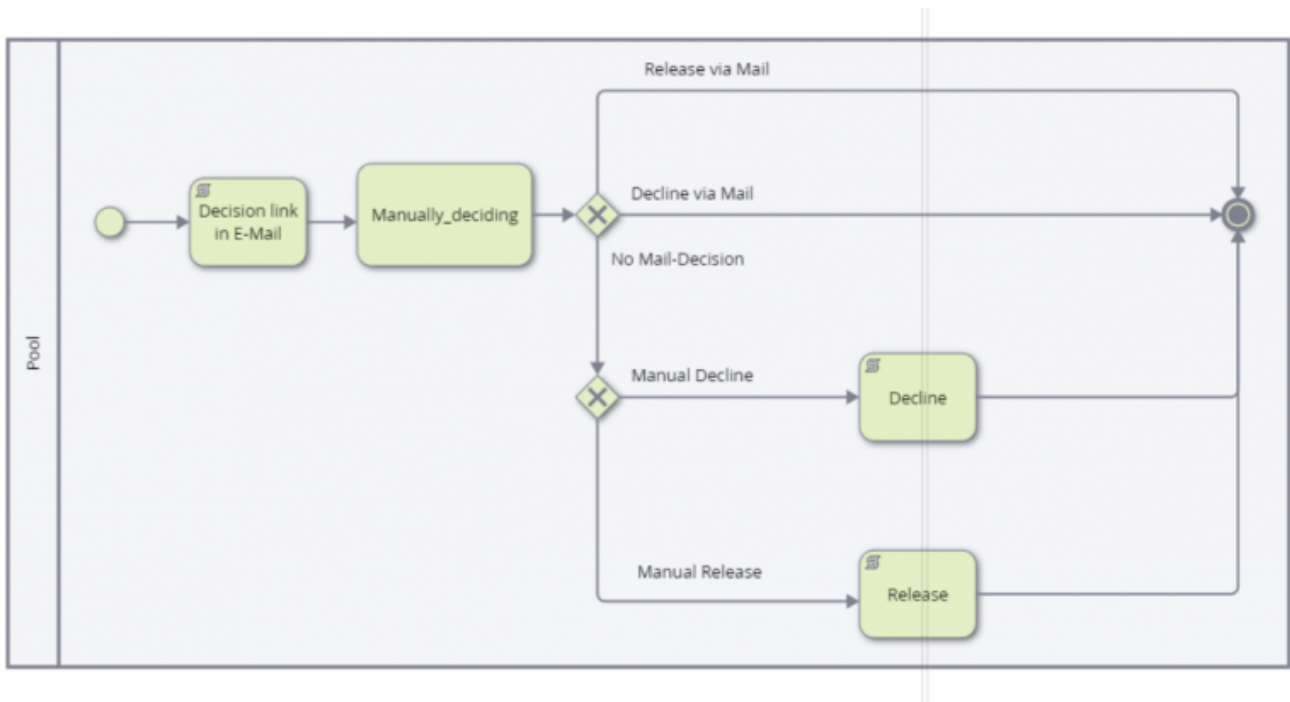 Pool
Release via Mail
Decision link
in E-Mail
Manually_deciding
Decline via Mail
No Mail-Decision
Manual Decline
Decline
Manual Release
Release